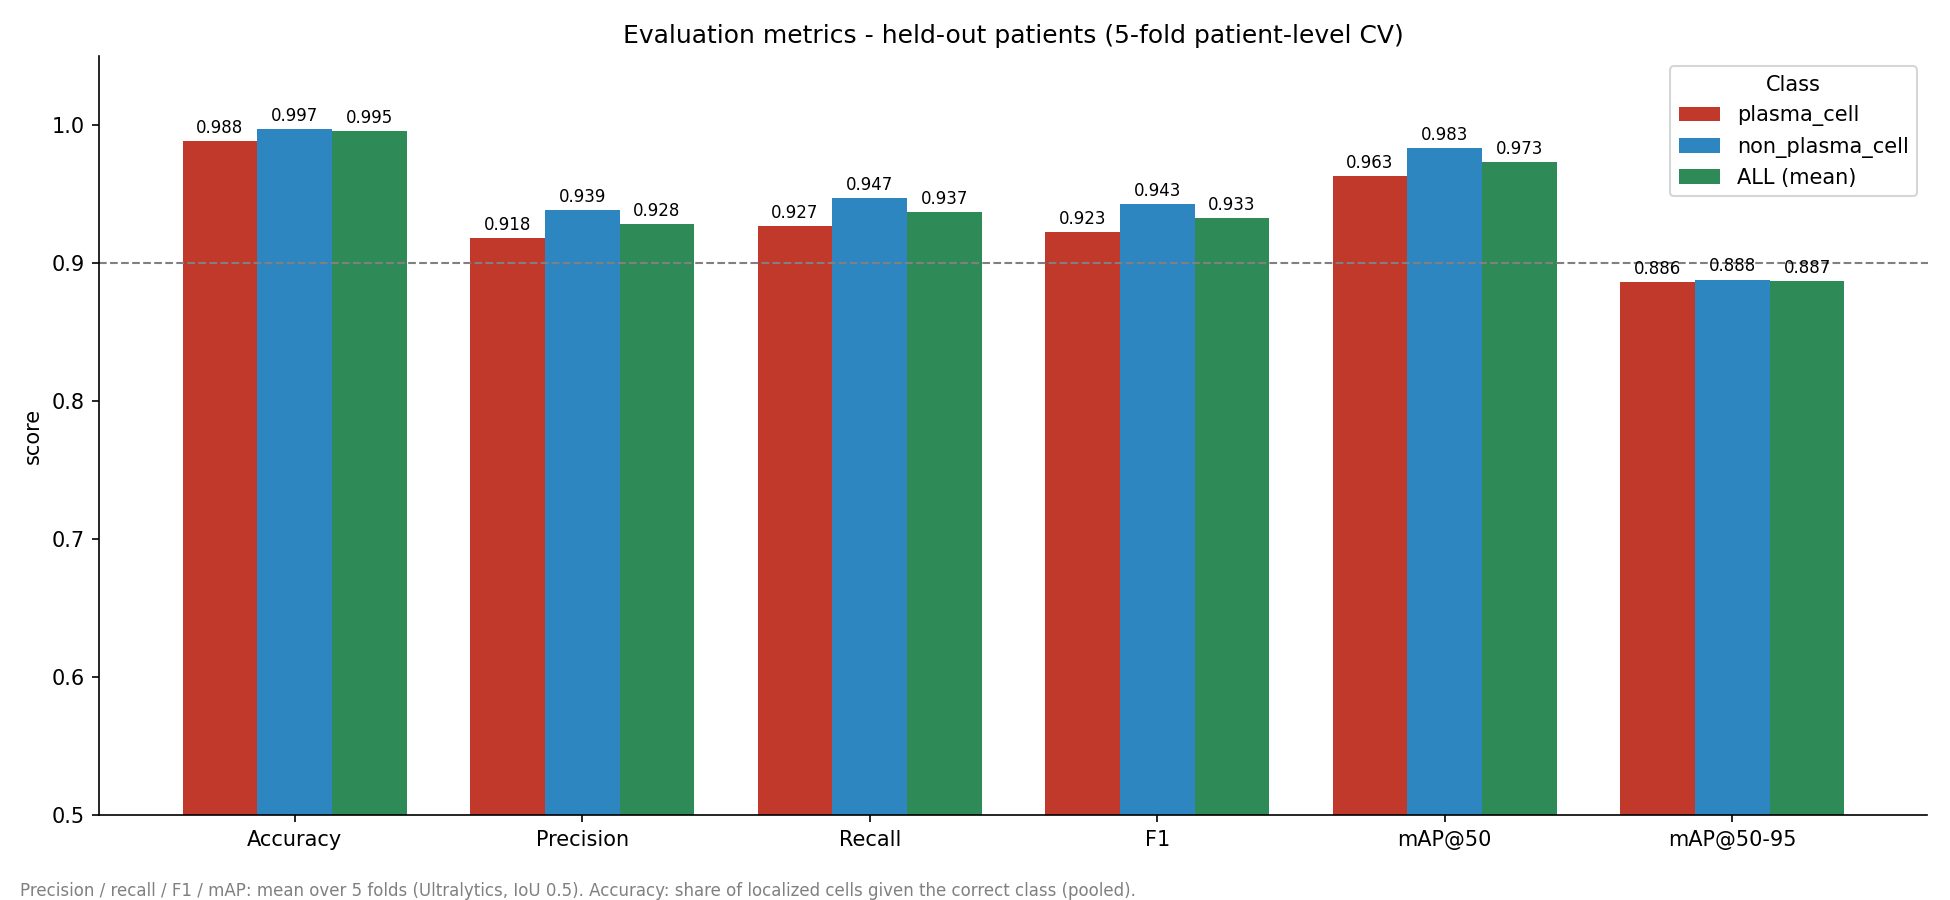 Evaluation metrics - held-out patients (5-fold patient-level CV)
Class
plasma_cell
non_plasma_cell
ALL (mean)
score
1.0
0.9
0.8
0.7
0.6
0.5
0.988 0.997 0.995
0.918 0.939 0.928
0.927 0.947 0.937
0.923 0.943 0.933
0.963 0.983 0.973
0.886 0.888 0.887
Accuracy Precision Recall F1 mAP@50 mAP@50-95
Precision / recall / F1 / mAP: mean over 5 folds (Ultralytics, IoU 0.5). Accuracy: share of localized cells given the correct class (pooled).